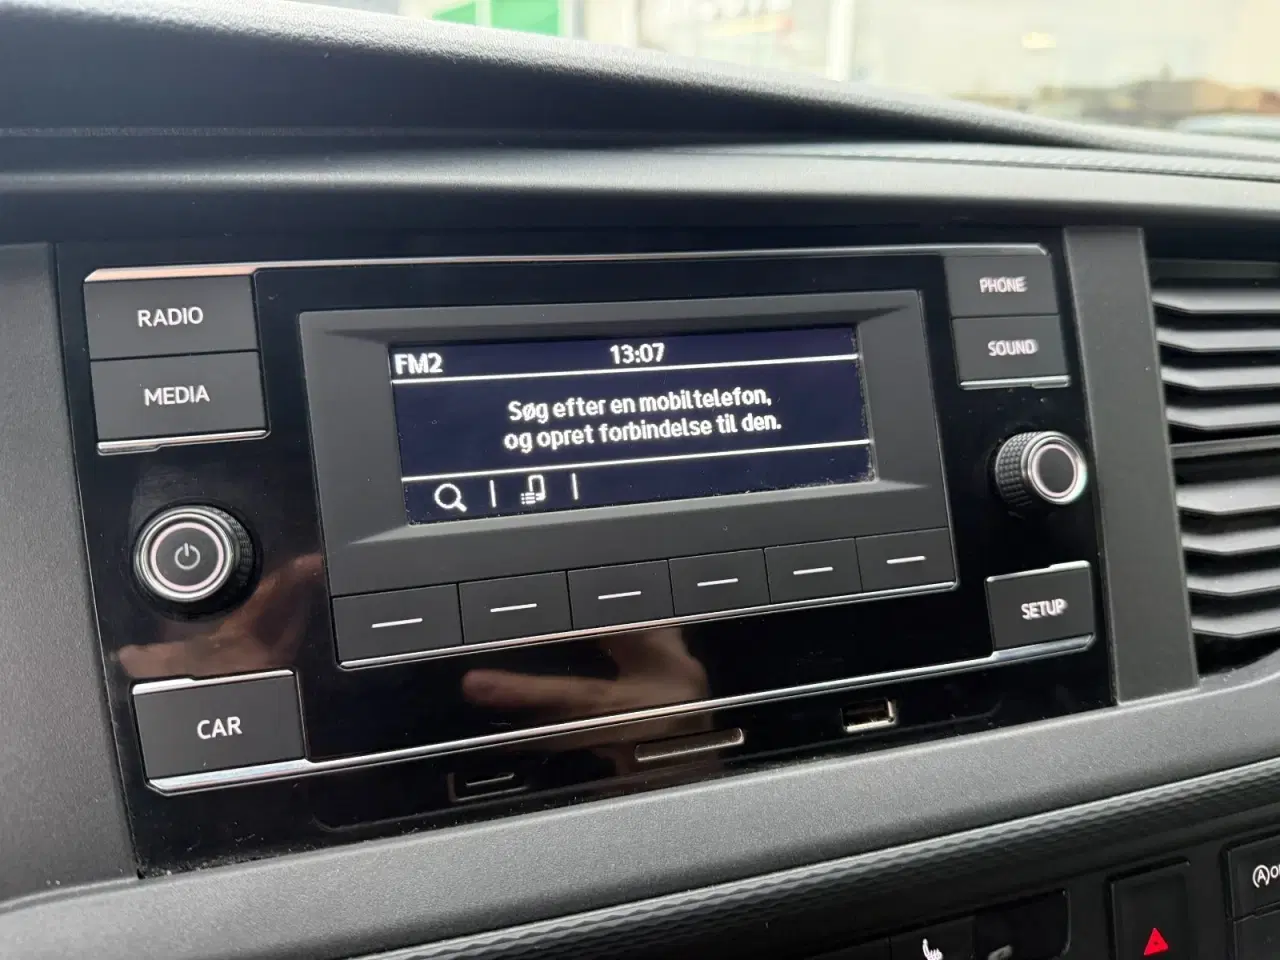 RADIO
MEDIA
FM2 13:07
Søg efter en mobiltelefon,
og opret forbindelse til den.
PHONE
SOUND
SETUP
CAR